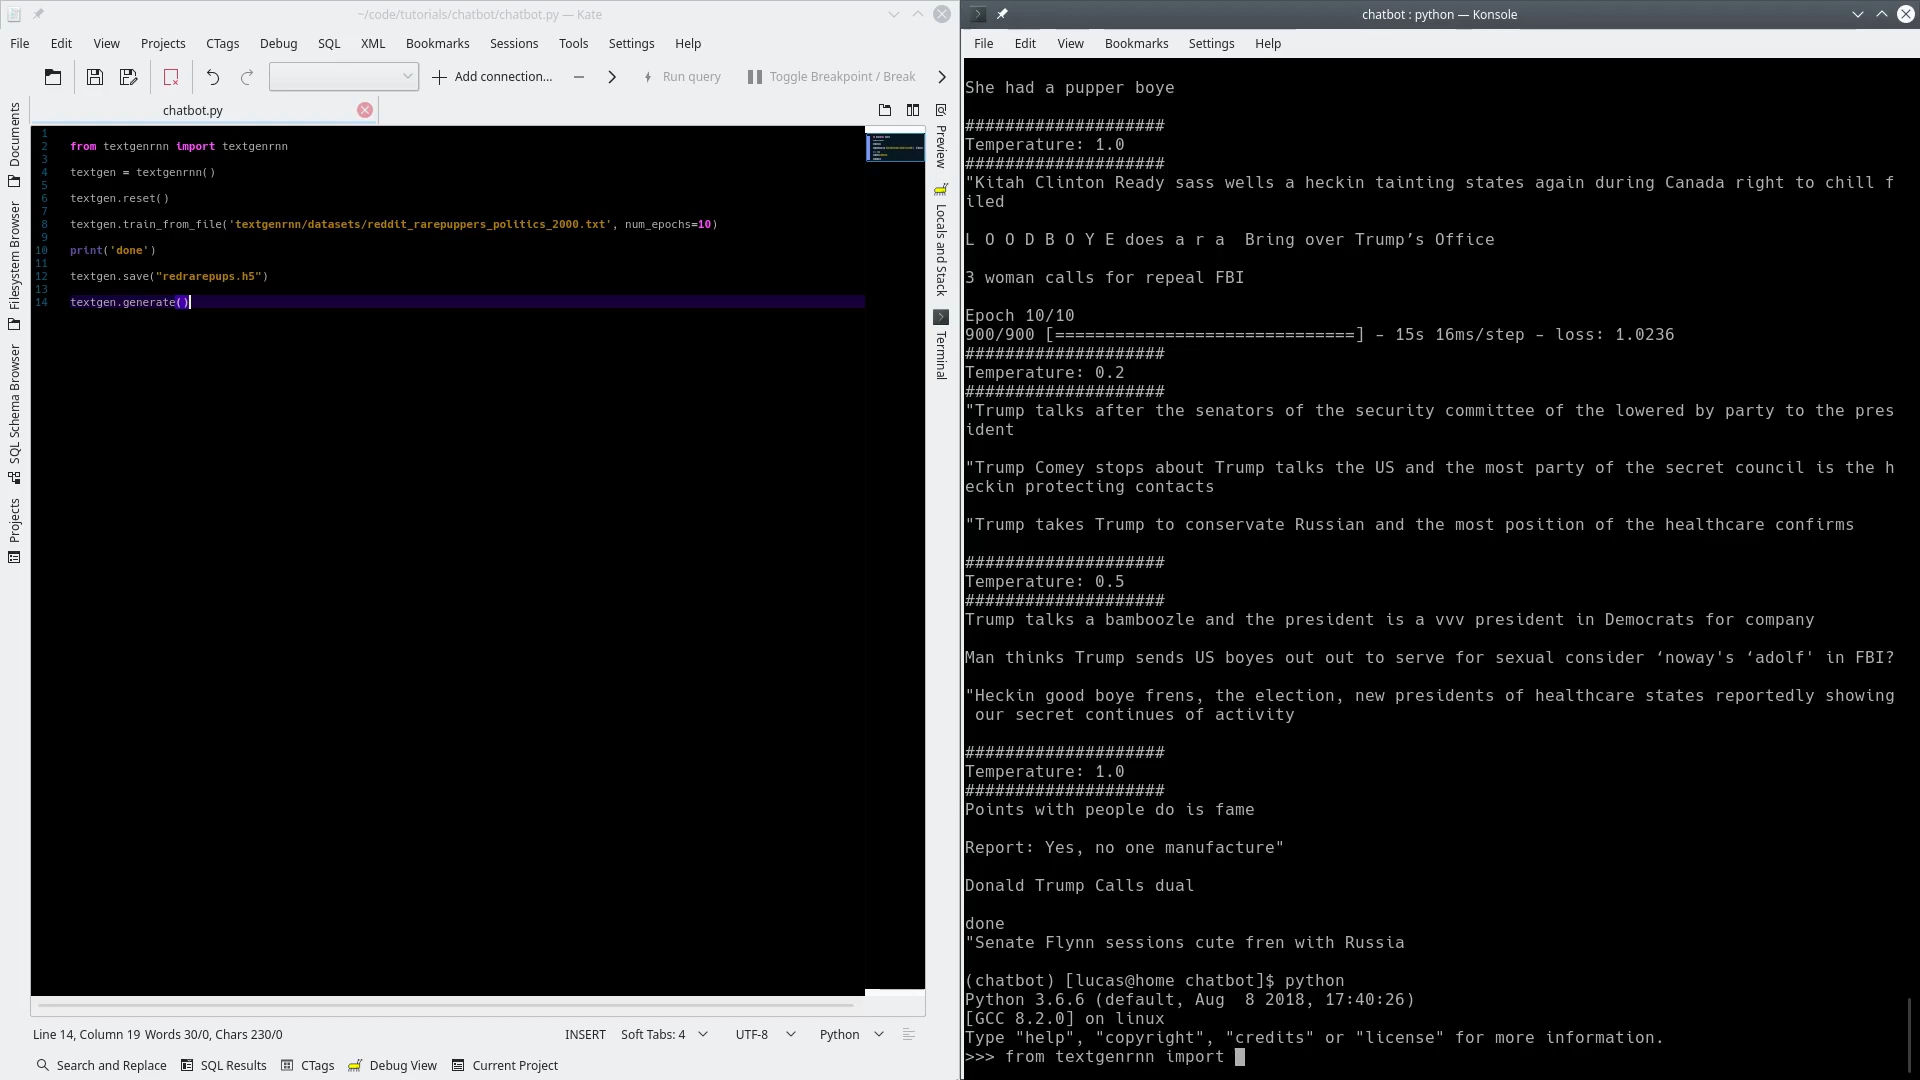 ~/code/tutorials/chatbot/chatbot.py — Kate
File Edit View Projects CTags Debug SQL XML Bookmarks Sessions Tools Settings Help
Add connection... Run query Toggle Breakpoint / Break
chatbot.py
Documents
Filesystem Browser
SQL Schema Browser
Projects
1
2 from textgenrnn import textgenrnn
3
4 textgen = textgenrnn()
5
6 textgen.reset()
7
8 textgen.train_from_file('textgenrnn/datasets/reddit_rarepuppers_politics_2000.txt', num_epochs=10)
9
10 print('done')
11
12 textgen.save("redrarepups.h5")
13
14 textgen.generate()
Preview
Locals and Stack
Terminal
Line 14, Column 19 Words 30/0, Chars 230/0 INSERT Soft Tabs: 4 UTF-8 Python
Search and Replace SQL Results CTags Debug View Current Project
chatbot : python — Konsole
File Edit View Bookmarks Settings Help
She had a pupper boye
####################
Temperature: 1.0
####################
"Kitah Clinton Ready sass wells a heckin tainting states again during Canada right to chill f
iled
L O O D B O Y E does a r a  Bring over Trump’s Office
3 woman calls for repeal FBI
Epoch 10/10
900/900 [==============================] - 15s 16ms/step - loss: 1.0236
####################
Temperature: 0.2
####################
"Trump talks after the senators of the security committee of the lowered by party to the pres
ident
"Trump Comey stops about Trump talks the US and the most party of the secret council is the h
eckin protecting contacts
"Trump takes Trump to conservate Russian and the most position of the healthcare confirms
####################
Temperature: 0.5
####################
Trump talks a bamboozle and the president is a vvv president in Democrats for company
Man thinks Trump sends US boyes out out to serve for sexual consider ‘noway's ‘adolf' in FBI?
"Heckin good boye frens, the election, new presidents of healthcare states reportedly showing
our secret continues of activity
####################
Temperature: 1.0
####################
Points with people do is fame
Report: Yes, no one manufacture"
Donald Trump Calls dual
done
"Senate Flynn sessions cute fren with Russia
(chatbot) [lucas@home chatbot]$ python
Python 3.6.6 (default, Aug  8 2018, 17:40:26)
[GCC 8.2.0] on linux
Type "help", "copyright", "credits" or "license" for more information.
>>> from textgenrnn import